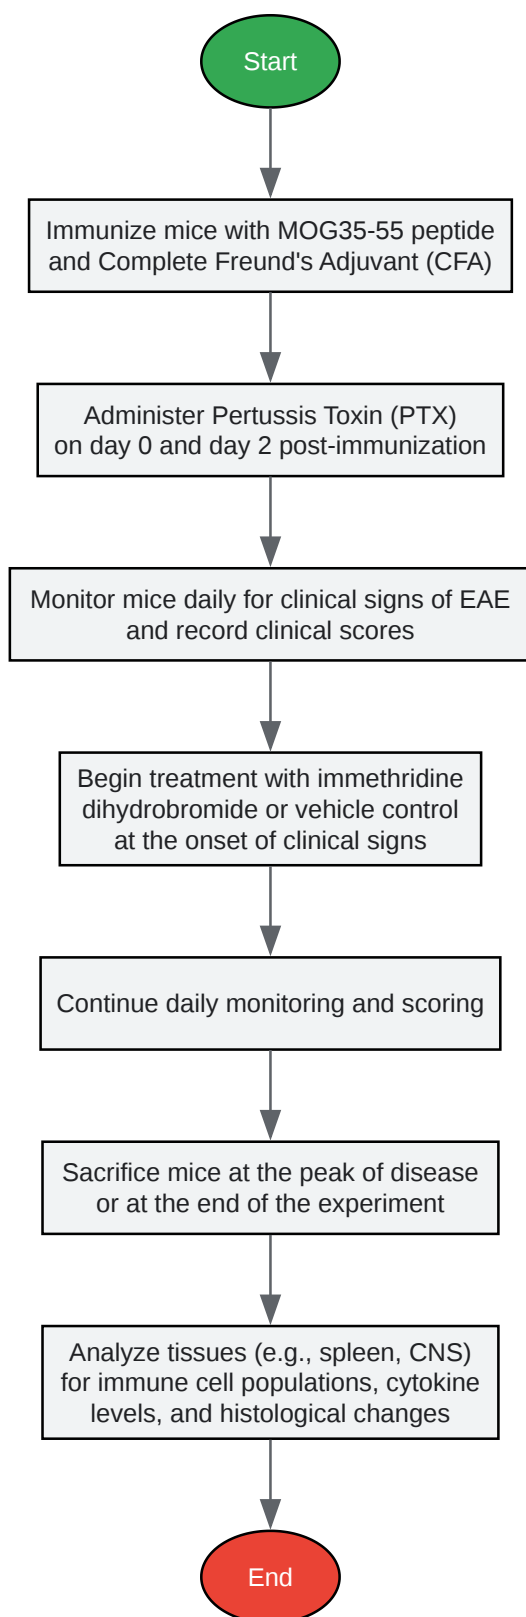 Start
Immunize mice with MOG35-55 peptide
and Complete Freund's Adjuvant (CFA)
Administer Pertussis Toxin (PTX)
on day 0 and day 2 post-immunization
Monitor mice daily for clinical signs of EAE
and record clinical scores
Begin treatment with immethridine
dihydrobromide or vehicle control
at the onset of clinical signs
Continue daily monitoring and scoring
Sacrifice mice at the peak of disease
or at the end of the experiment
Analyze tissues (e.g., spleen, CNS)
for immune cell populations, cytokine
levels, and histological changes
End